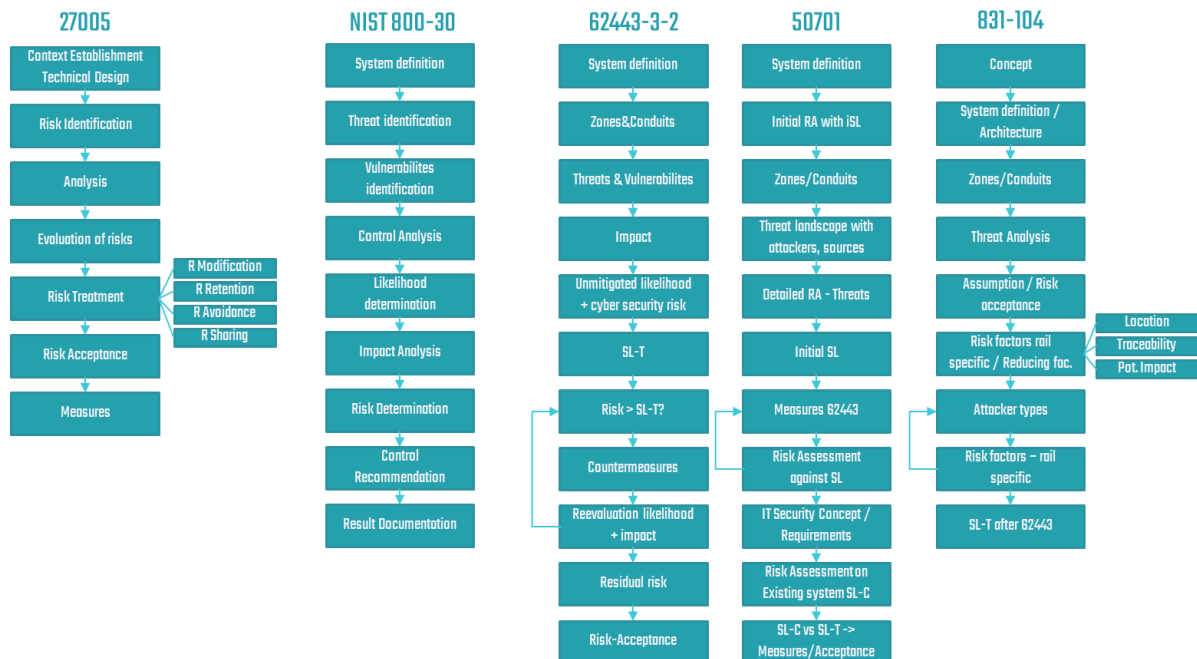 27005
Context Establishment
Technical Design
Risk Identification
Analysis
Evaluation of risks
Risk Treatment
R Modification
R Retention
R Avoidance
R Sharing
Risk Acceptance
Measures
NIST 800-30
System definition
Threat identification
Vulnerabilites
identification
Control Analysis
Likelihood
determination
Impact Analysis
Risk Determination
Control
Recommendation
Result Documentation
62443-3-2
System definition
Zones&Conduits
Threats & Vulnerabilites
Impact
Unmitigated likelihood
+ cyber security risk
SL-T
Risk > SL-T?
Countermeasures
Reevaluation likelihood
+ impact
Residual risk
Risk-Acceptance
50701
System definition
Initial RA with iSL
Zones/Conduits
Threat landscape with
attackers, sources
Detailed RA - Threats
Initial SL
Measures 62443
Risk Assessment
against SL
IT Security Concept /
Requirements
Risk Assessment on
Existing system SL-C
SL-C vs SL-T ->
Measures/Acceptance
831-104
Concept
System definition /
Architecture
Zones/Conduits
Threat Analysis
Assumption / Risk
acceptance
Risk factors rail
specific / Reducing fac.
Location
Traceability
Pot. Impact
Attacker types
Risk factors – rail
specific
SL-T after 62443